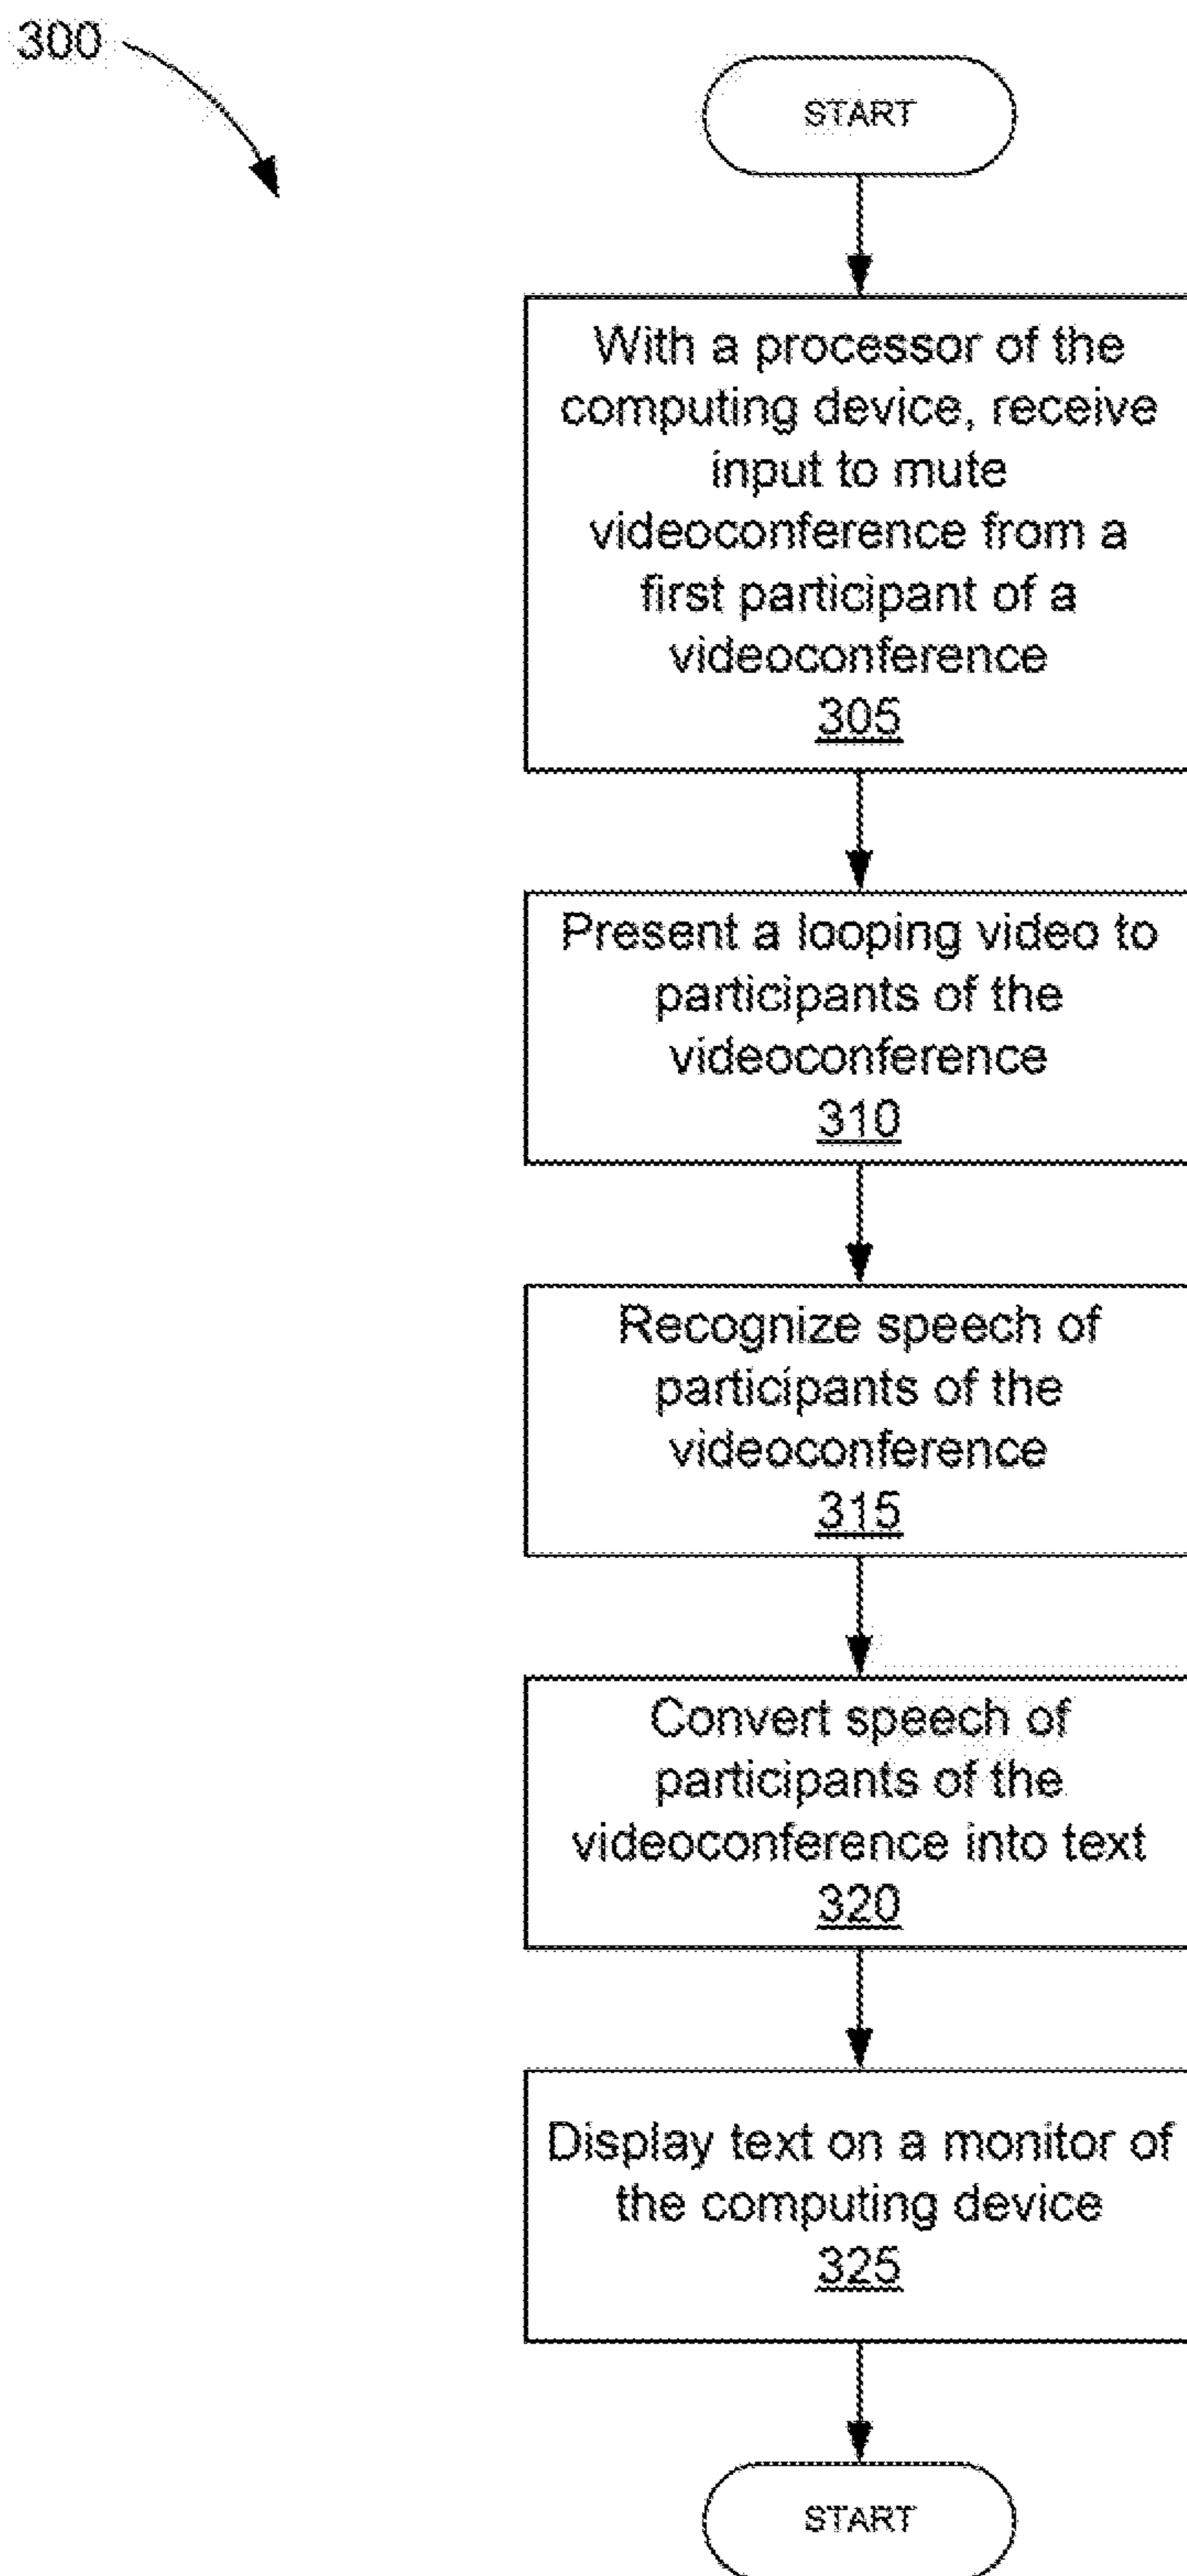 300
START
With a processor of the
computing device, receive
input to mute
videoconference from a
first participant of a
videoconference
305
Present a looping video to
participants of the
videoconference
310
Recognize speech of
participants of the
videoconference
315
Convert speech of
participants of the
videoconference into text
320
Display text on a monitor of
the computing device
325
START